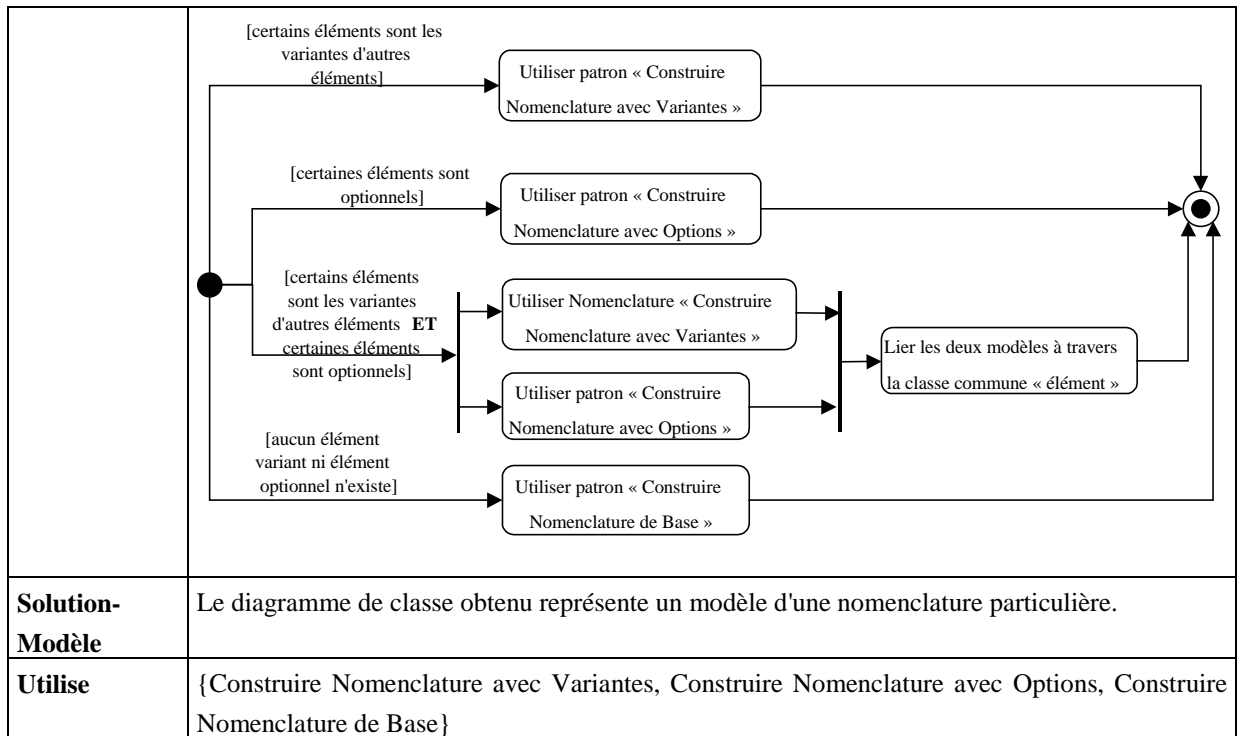 [certains éléments sont les
variantes d'autres
éléments]
Utiliser patron « Construire
Nomenclature avec Variantes »
[certaines éléments sont
optionnels]
Utiliser patron « Construire
Nomenclature avec Options »
[certains éléments
sont les variantes
d'autres éléments ET
certaines éléments
sont optionnels]
Utiliser Nomenclature « Construire
Nomenclature avec Variantes »
Utiliser patron « Construire
Nomenclature avec Options »
Lier les deux modèles à travers
la classe commune « élément »
[aucun élément
variant ni élément
optionnel n'existe]
Utiliser patron « Construire
Nomenclature de Base »
Solution-
Modèle
Le diagramme de classe obtenu représente un modèle d'une nomenclature particulière.
Utilise
{Construire Nomenclature avec Variantes, Construire Nomenclature avec Options, Construire
Nomenclature de Base}